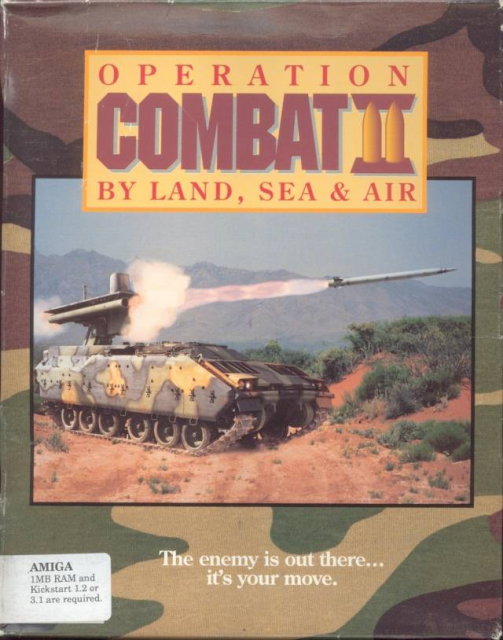 OPERATION
COMBAT II
BY LAND, SEA & AIR
The enemy is out there...
it's your move.
AMIGA
1MB RAM and
Kickstart 1.2 or
3.1 are required.